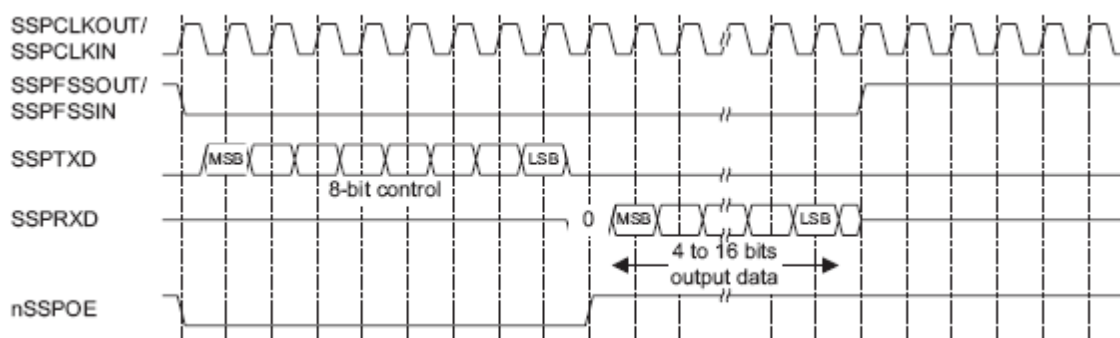 SSPCLKOUT/
SSPCLKIN
SSPFSSOUT/
SSPFSSIN
SSPTXD
MSB
LSB
8-bit control
SSPRXD
0
MSB
LSB
4 to 16 bits
output data
nSSPOE